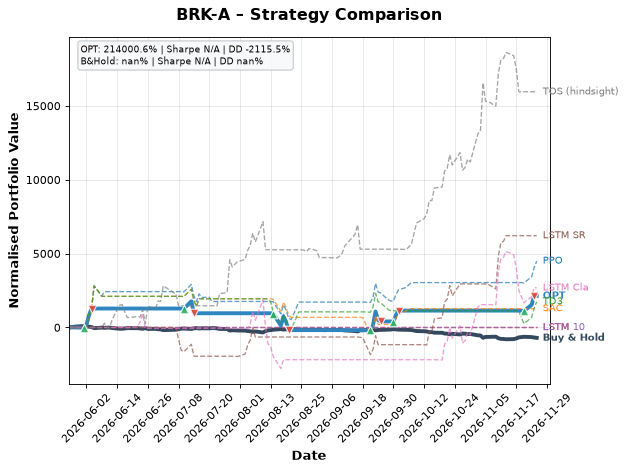 BRK-A – Strategy Comparison
OPT: 214000.6% | Sharpe N/A | DD -2115.5%
B&Hold: nan% | Sharpe N/A | DD nan%
Normalised Portfolio Value
15000
10000
5000
0
TOS (hindsight)
LSTM SR
PPO
LSTM Cla
OPT
TD3
SAC
LSTM 10
Buy & Hold
2026-06-02
2026-06-14
2026-06-26
2026-07-08
2026-07-20
2026-08-01
2026-08-13
2026-08-25
2026-09-06
2026-09-18
2026-09-30
2026-10-12
2026-10-24
2026-11-05
2026-11-17
2026-11-29
Date